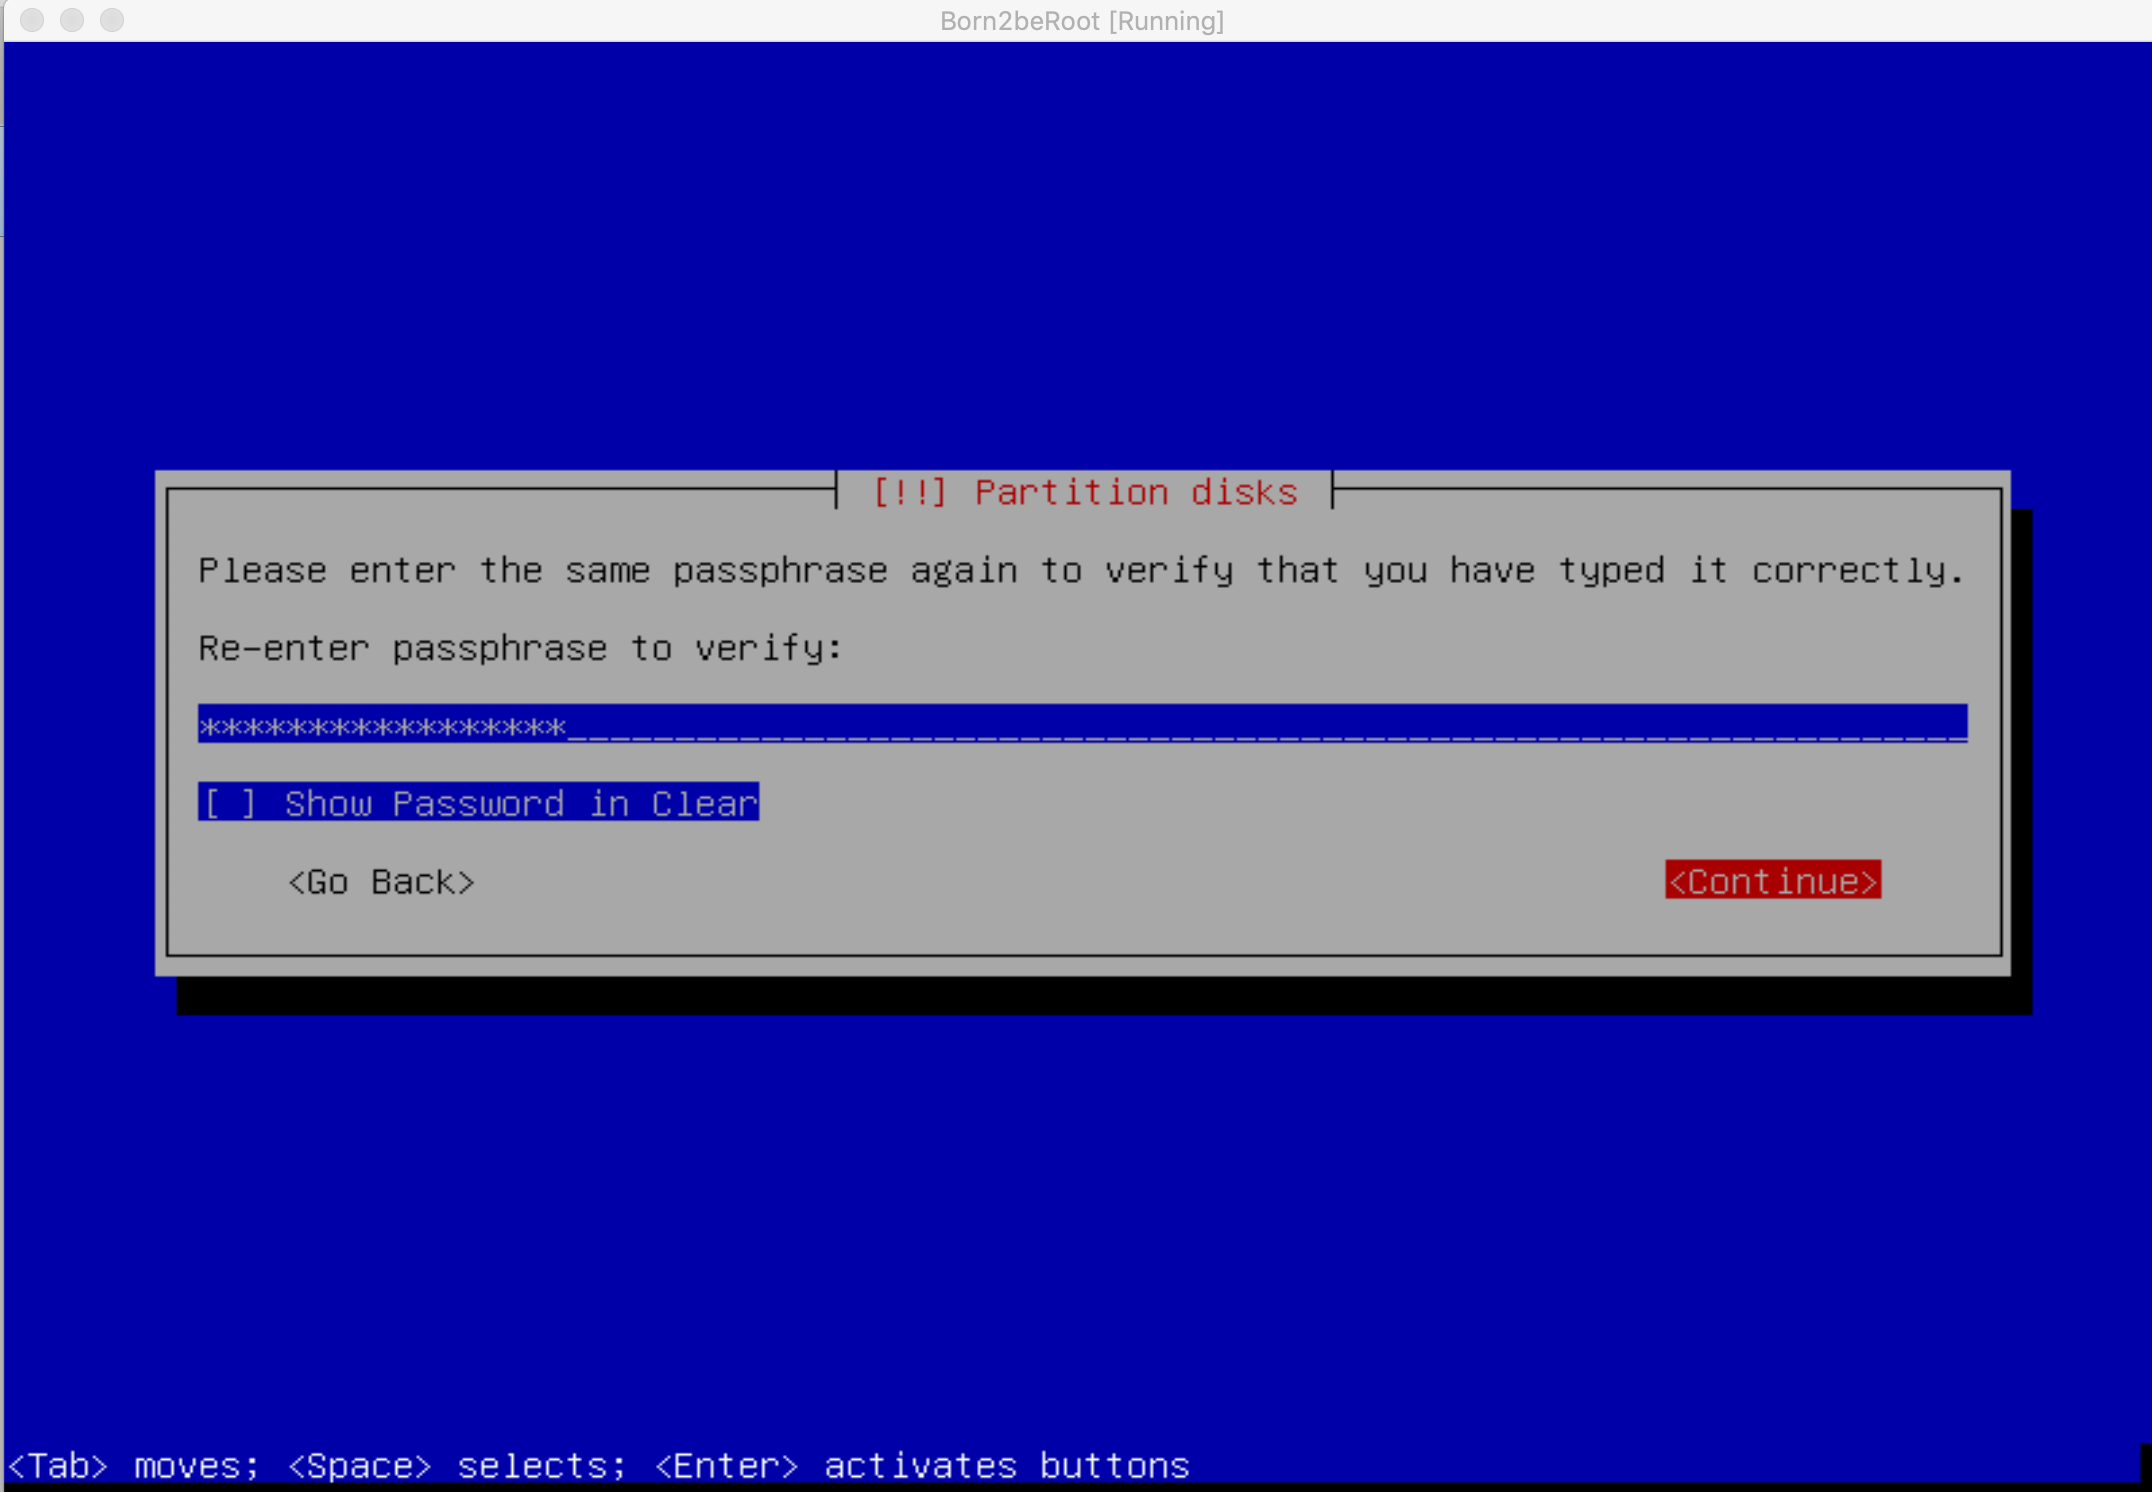 Born2beRoot [Running]
[!!] Partition disks
Please enter the same passphrase again to verify that you have typed it correctly.
Re-enter passphrase to verify:
*****************_________________________________________________________________
[ ] Show Password in Clear
<Go Back> <Continue>
<Tab> moves; <Space> selects; <Enter> activates buttons